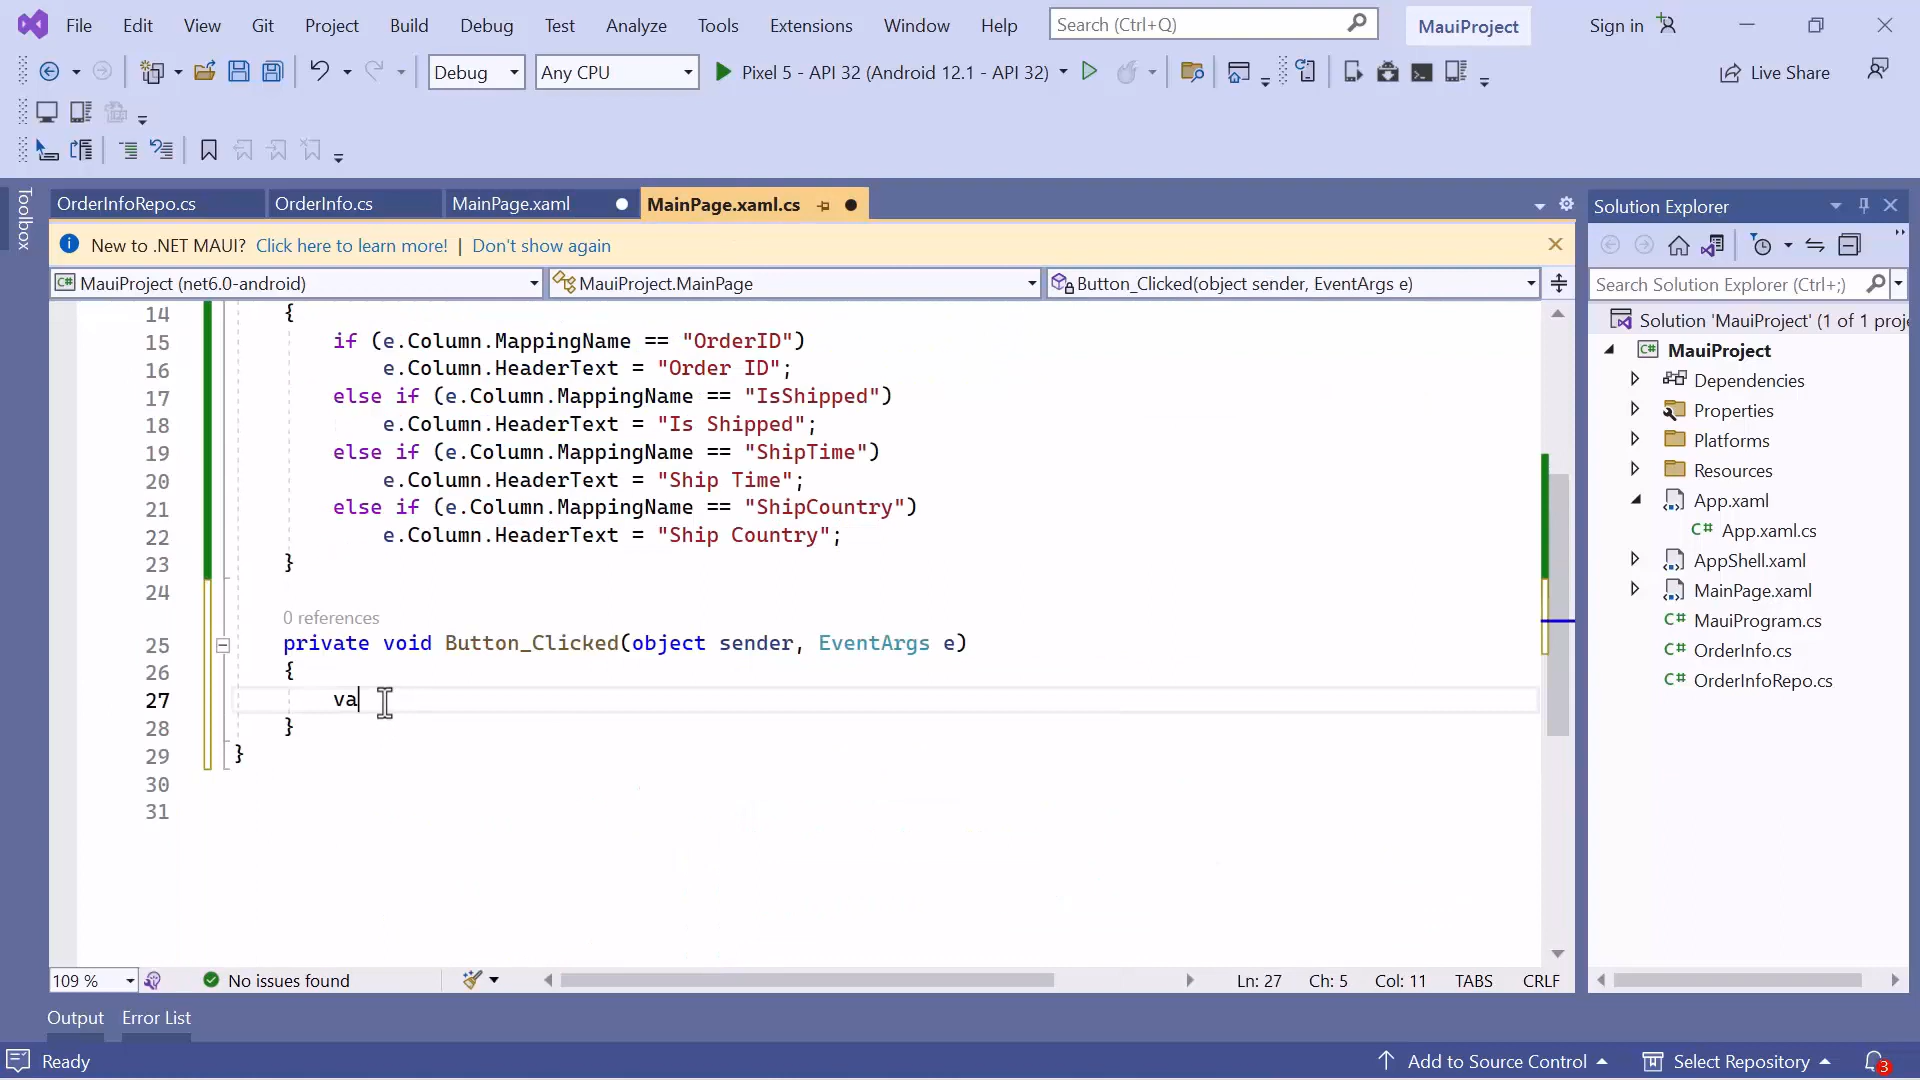 File Edit View Git Project Build Debug Test Analyze Tools Extensions Window Help Search (Ctrl+Q) MauiProject Sign in
Debug Any CPU Pixel 5 - API 32 (Android 12.1 - API 32) Live Share
Toolbox
OrderInfoRepo.cs OrderInfo.cs MainPage.xaml MainPage.xaml.cs
New to .NET MAUI? Click here to learn more! | Don't show again
MauiProject (net6.0-android) MauiProject.MainPage Button_Clicked(object sender, EventArgs e)
14 {
15 if (e.Column.MappingName == "OrderID")
16 e.Column.HeaderText = "Order ID";
17 else if (e.Column.MappingName == "IsShipped")
18 e.Column.HeaderText = "Is Shipped";
19 else if (e.Column.MappingName == "ShipTime")
20 e.Column.HeaderText = "Ship Time";
21 else if (e.Column.MappingName == "ShipCountry")
22 e.Column.HeaderText = "Ship Country";
23 }
24
0 references
25 private void Button_Clicked(object sender, EventArgs e)
26 {
27 va
28 }
29 }
30
31
109 % No issues found Ln: 27 Ch: 5 Col: 11 TABS CRLF
Solution Explorer
Search Solution Explorer (Ctrl+;)
Solution 'MauiProject' (1 of 1 proje
MauiProject
Dependencies
Properties
Platforms
Resources
App.xaml
C# App.xaml.cs
AppShell.xaml
MainPage.xaml
C# MauiProgram.cs
C# OrderInfo.cs
C# OrderInfoRepo.cs
Output Error List
Ready Add to Source Control Select Repository 3